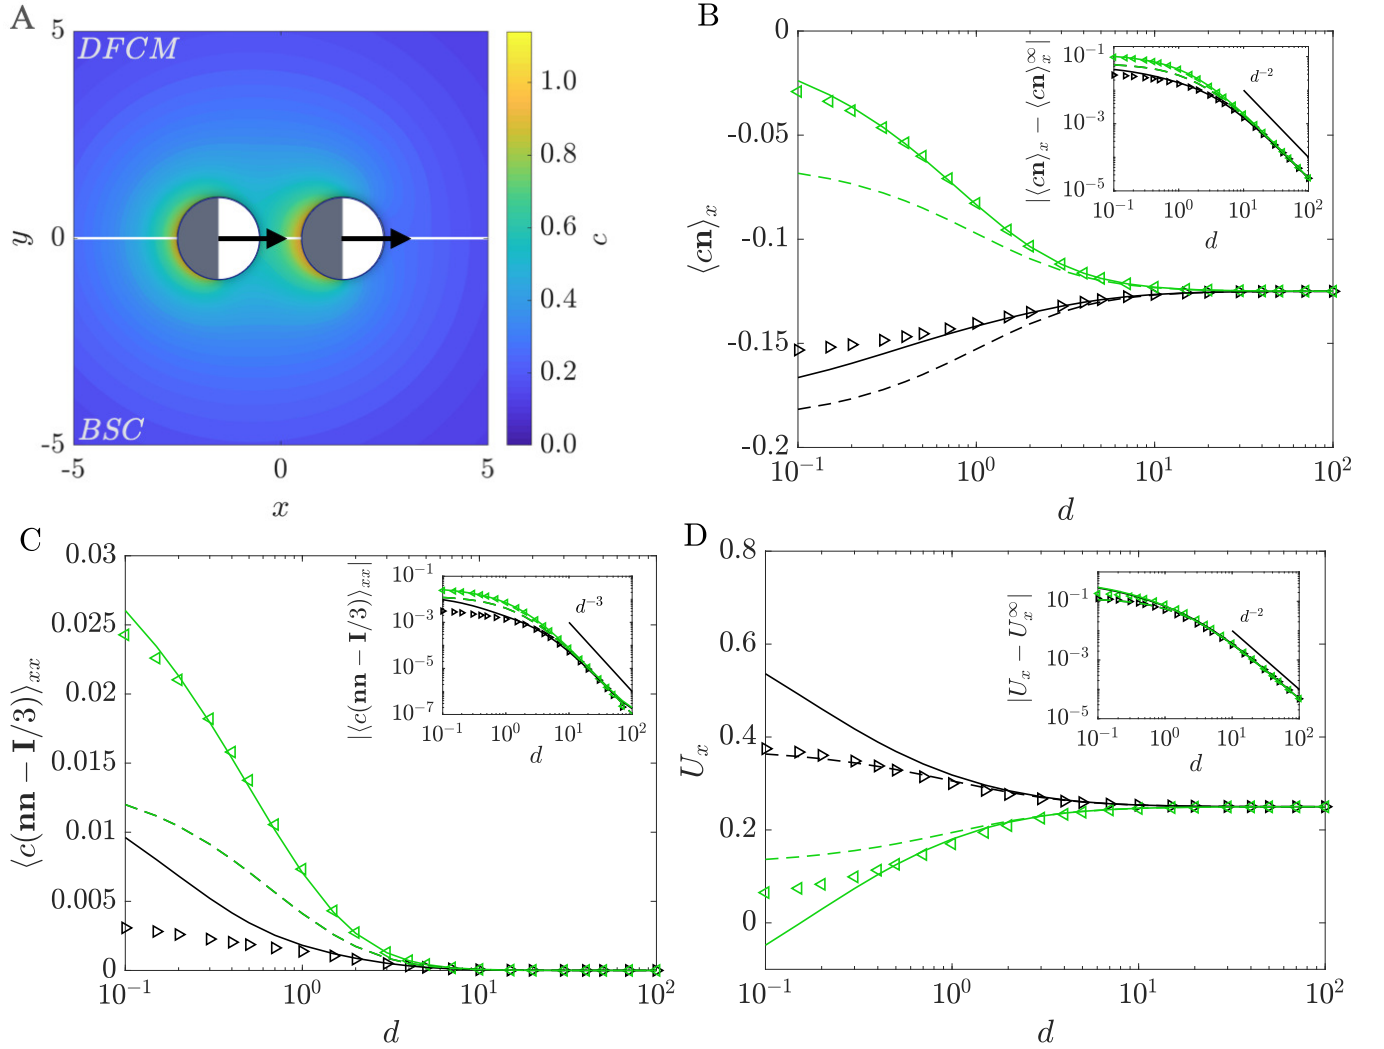 A
DFCM
BSC
5
0
-5
-5
0
5
y
x
1.0
0.8
0.6
0.4
0.2
0.0
c
B
0
-0.05
-0.1
-0.15
-0.2
10⁻¹
10⁰
10¹
10²
⟨cn⟩ₓ
d
10⁻¹
10⁻³
10⁻⁵
10⁻¹ 10⁰ 10¹ 10²
|⟨cn⟩ₓ − ⟨cn⟩ₓ^∞|
d
d⁻²
C
0.03
0.025
0.02
0.015
0.01
0.005
0
10⁻¹
10⁰
10¹
10²
⟨c(nn − I/3)⟩ₓₓ
d
10⁻¹
10⁻³
10⁻⁵
10⁻⁷
10⁻¹ 10⁰ 10¹ 10²
|⟨c(nn − I/3)⟩ₓₓ|
d
d⁻³
D
0.8
0.6
0.4
0.2
0
10⁻¹
10⁰
10¹
10²
Uₓ
d
10⁻¹
10⁻³
10⁻⁵
10⁻¹ 10⁰ 10¹ 10²
|Uₓ − Uₓ^∞|
d
d⁻²